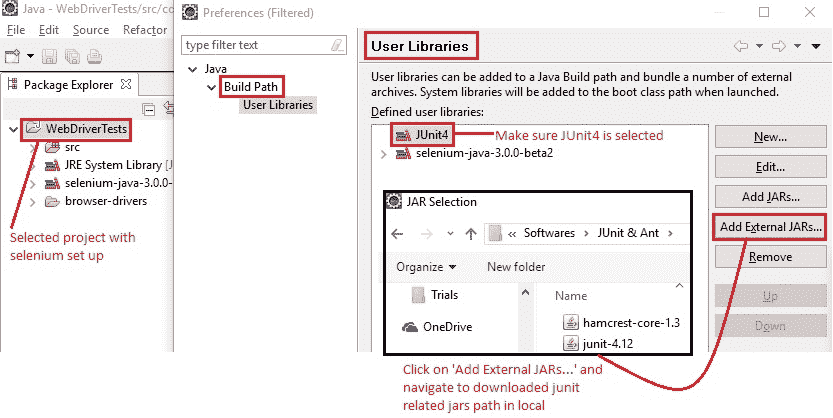 Java - WebDriverTests/src/co
File Edit Source Refactor
Package Explorer
WebDriverTests
src
JRE System Library [J
selenium-java-3.0.0-
browser-drivers
Selected project with
selenium set up
Preferences (Filtered)
type filter text
Java
Build Path
User Libraries
User Libraries
User libraries can be added to a Java Build path and bundle a number of external
archives. System libraries will be added to the boot class path when launched.
Defined user libraries:
JUnit4
Make sure JUnit4 is selected
selenium-java-3.0.0-beta2
New...
Edit...
Add JARs...
Add External JARs...
Remove
Up
Down
JAR Selection
« Softwares > JUnit & Ant >
Organize
New folder
Trials
OneDrive
Name
hamcrest-core-1.3
junit-4.12
Click on 'Add External JARs...' and
navigate to downloaded junit
related jars path in local